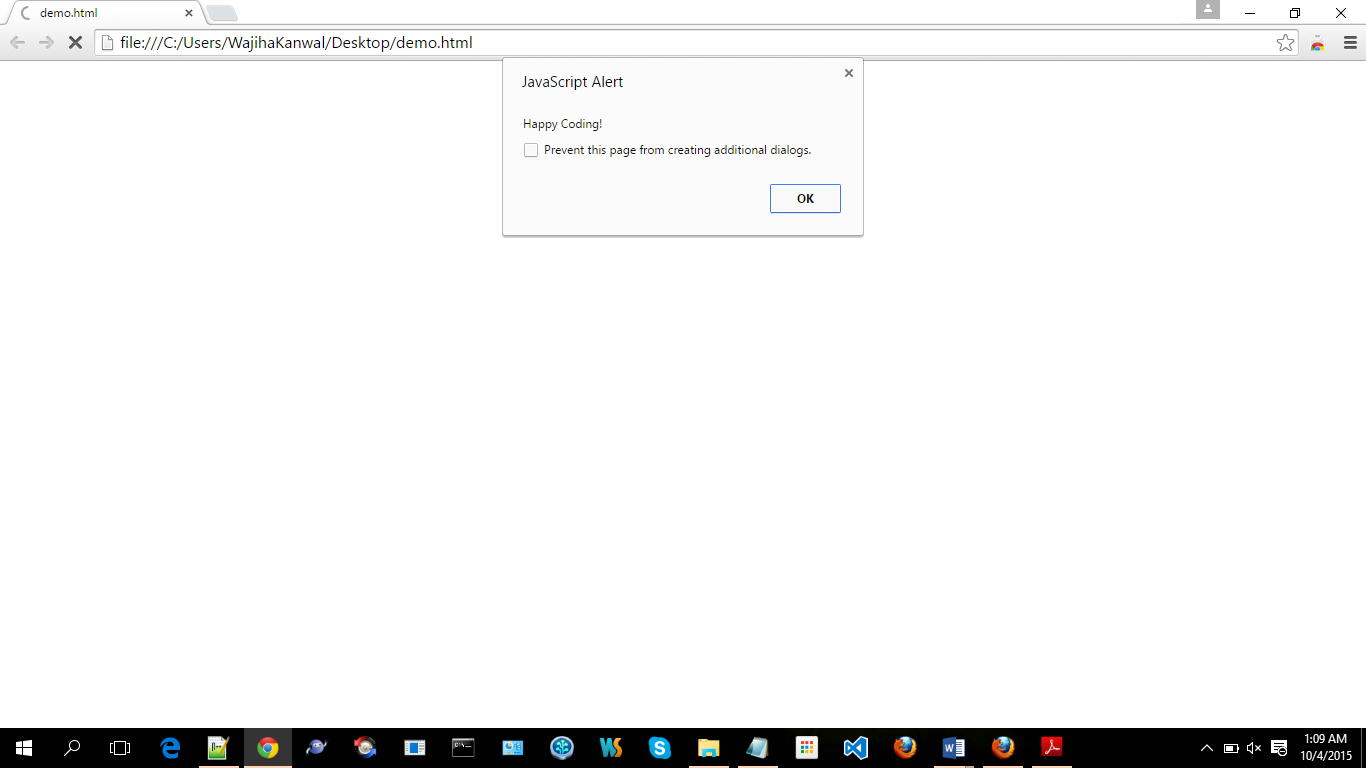 demo.html
file:///C:/Users/WajihaKanwal/Desktop/demo.html
JavaScript Alert
Happy Coding!
Prevent this page from creating additional dialogs.
OK
1:09 AM
10/4/2015